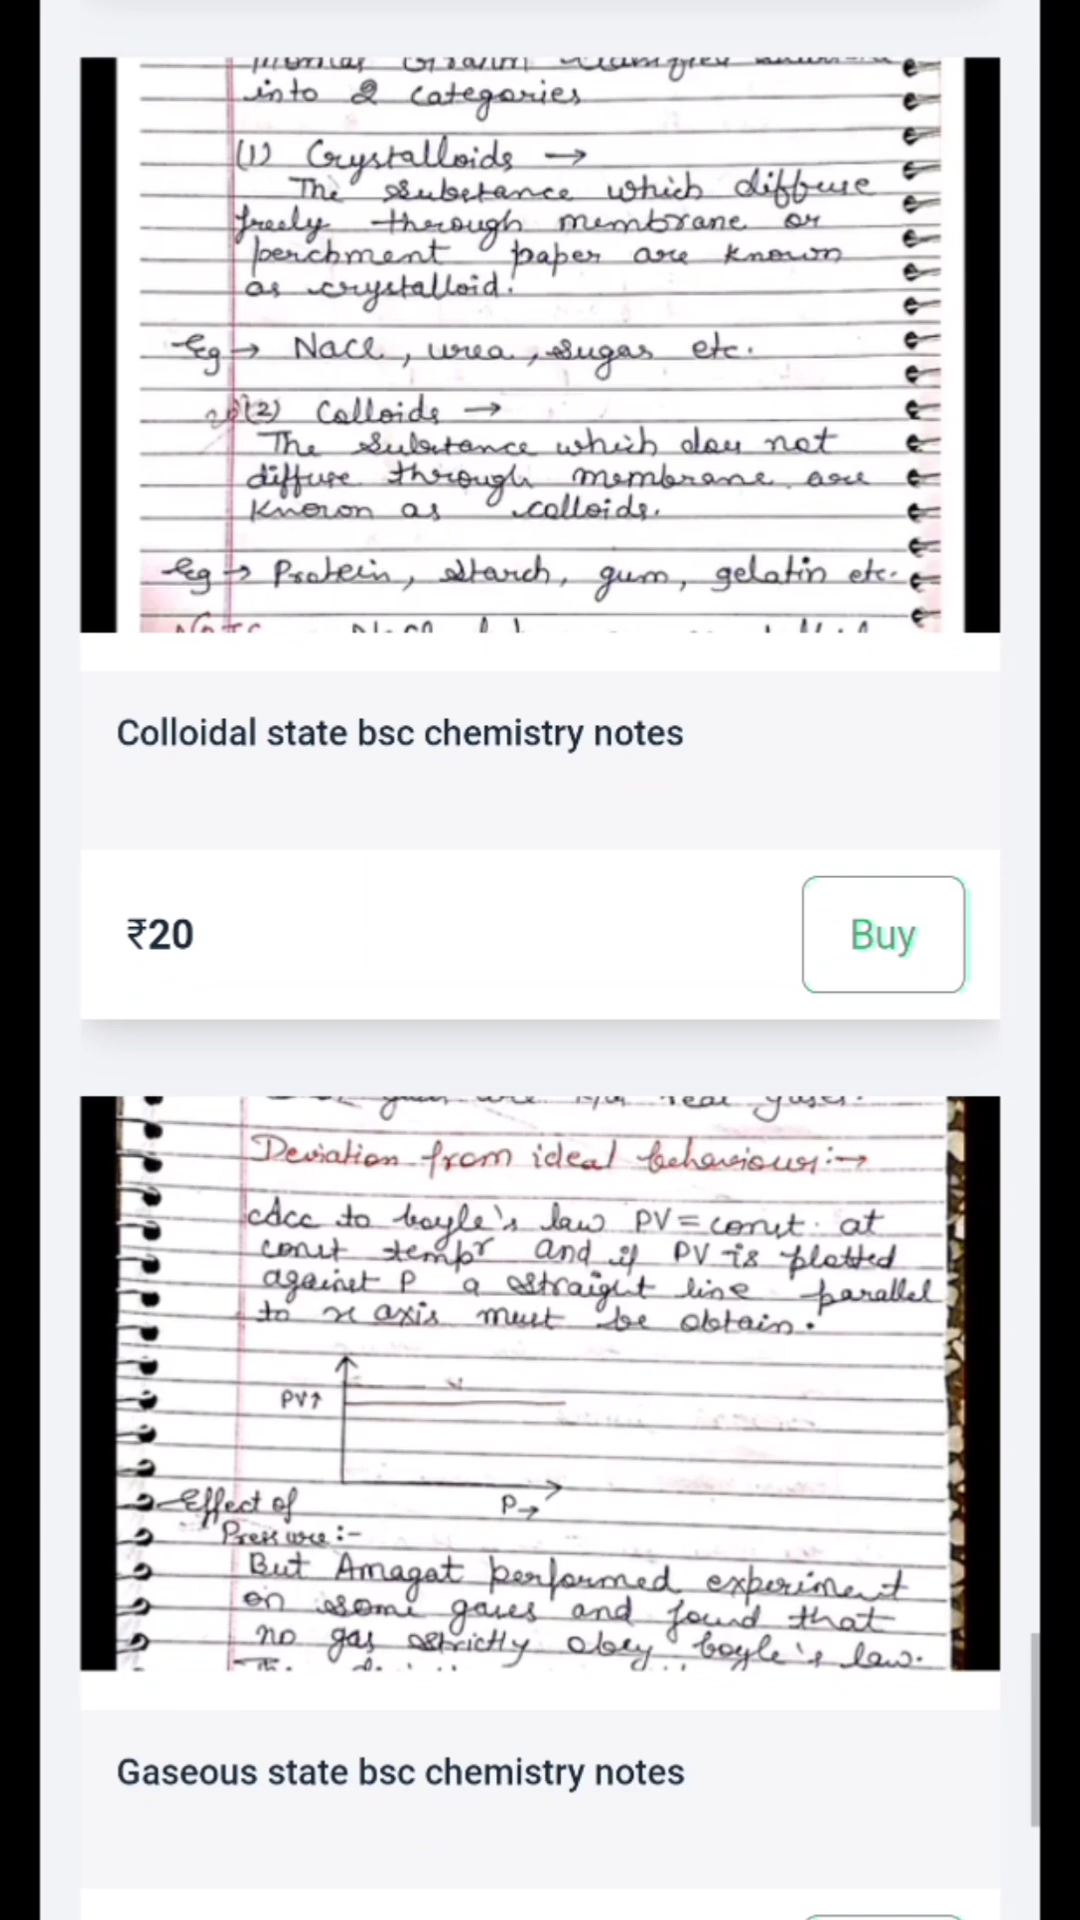 into 2 categories
(1) Crystalloids →
The substance which diffuse
freely through membrane or
perchment paper are known
as crystalloid.
Eg → NaCl, urea, sugar etc.
(2) Colloids →
The substance which does not
diffuse through membrane are
known as colloids.
Eg → Protein, starch, gum, gelatin etc.
Colloidal state bsc chemistry notes
₹20
Buy
Deviation from ideal behaviour:→
Acc to boyle's law PV = const. at
const tempr and if PV is plotted
against P a straight line parallel
to x axis must be obtain.
PV↑
P→
Effect of
Pressure:-
But Amagat performed experiment
on some gases and found that
no gas strictly obey boyle's law.
Gaseous state bsc chemistry notes